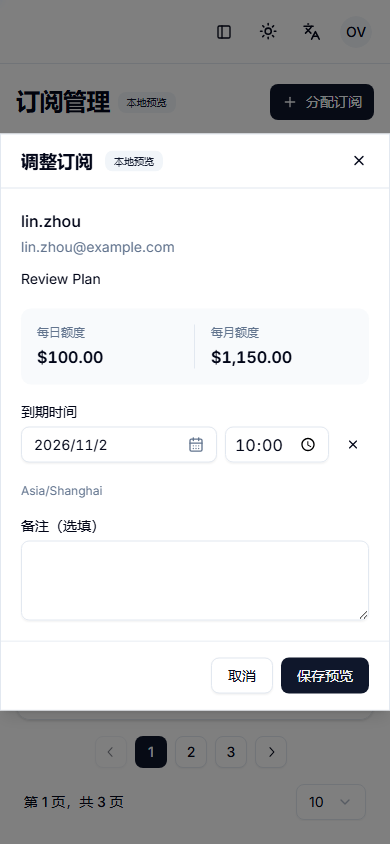 OV
订阅管理 本地预览 分配订阅
调整订阅 本地预览
lin.zhou
lin.zhou@example.com
Review Plan
每日额度 每月额度
$100.00 $1,150.00
到期时间
2026/11/2 10:00
Asia/Shanghai
备注（选填）
取消 保存预览
1 2 3
第 1 页，共 3 页 10